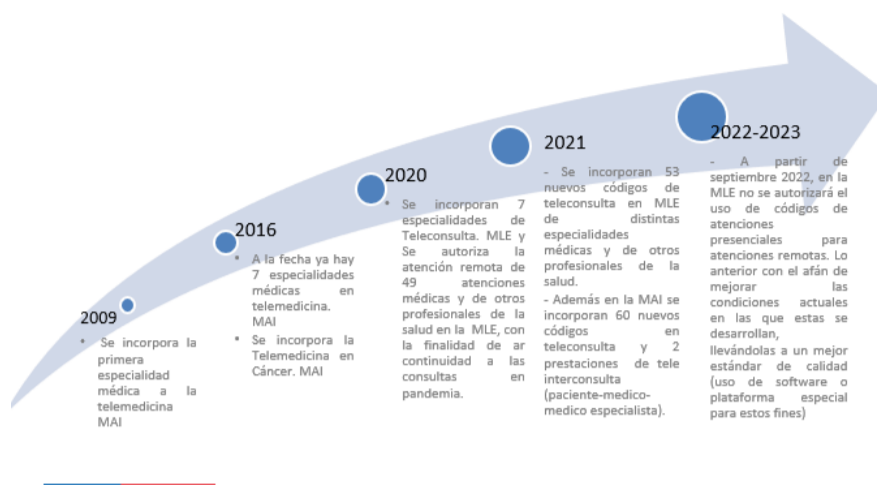 2009
• Se incorpora la
primera
especialidad
médica a la
telemedicina
MAI
2016
• A la fecha ya hay
7 especialidades
médicas en
telemedicina.
MAI
• Se incorpora la
Telemedicina en
Cáncer. MAI
2020
• Se incorporan 7
especialidades de
Teleconsulta. MLE y
Se autoriza la
atención remota de
49 atenciones
médicas y de otros
profesionales de la
salud en la MLE, con
la finalidad de ar
continuidad a las
consultas en
pandemia.
2021
- Se incorporan 53
nuevos códigos de
teleconsulta en MLE
de distintas
especialidades
médicas y de otros
profesionales de la
salud.
- Además en la MAI se
incorporan 60 nuevos
códigos en
teleconsulta y 2
prestaciones de tele
interconsulta
(paciente-medico-
medico especialista).
2022-2023
- A partir de
septiembre 2022, en la
MLE no se autorizará el
uso de códigos de
atenciones
presenciales para
atenciones remotas. Lo
anterior con el afán de
mejorar las
condiciones actuales
en las que estas se
desarrollan,
llevándolas a un mejor
estándar de calidad
(uso de software o
plataforma especial
para estos fines)